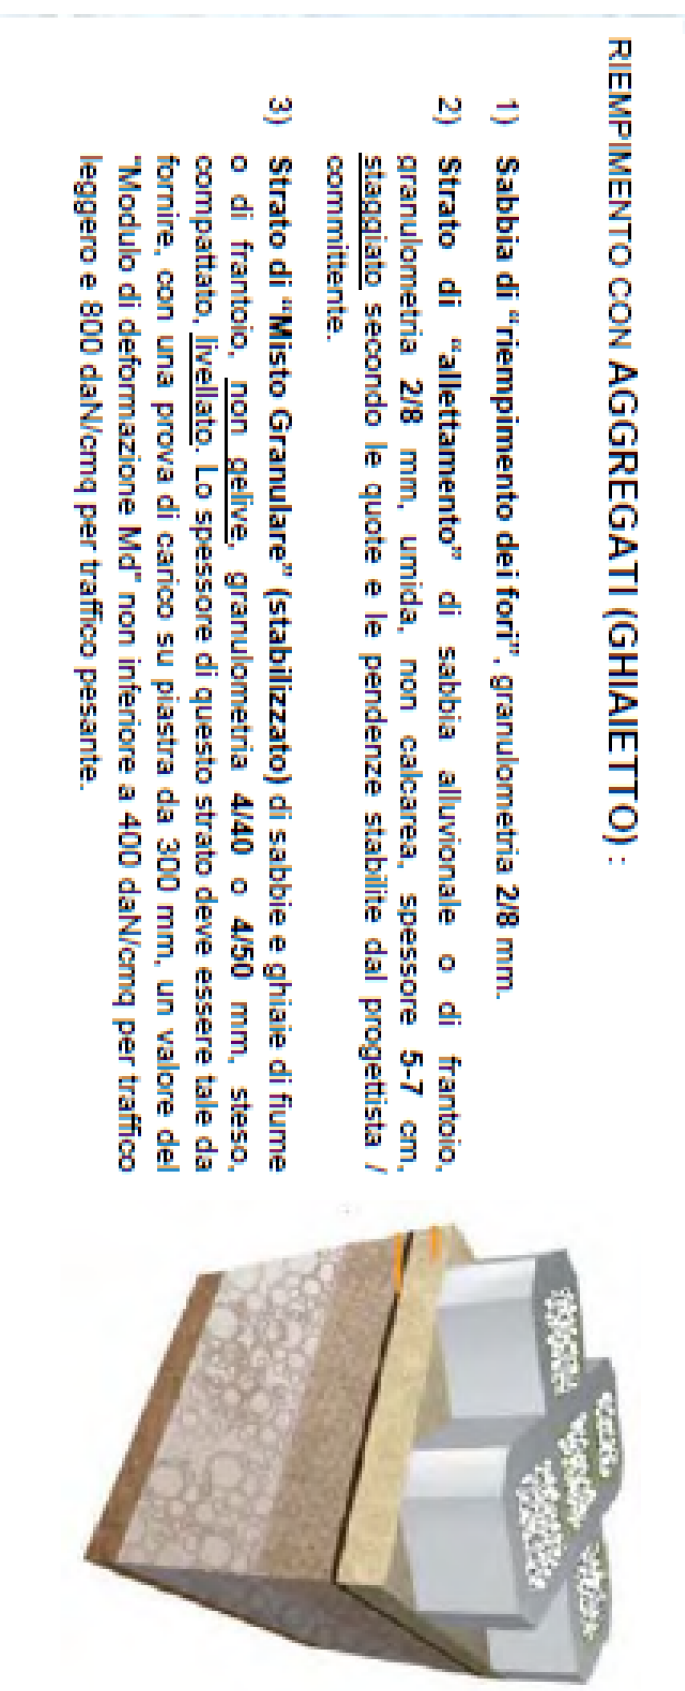 RIEMPIMENTO CON AGGREGATI (GHIAIETTO) :
1) Sabbia di “riempimento dei fori”, granulometria 2/8 mm.
2) Strato di “allettamento” di sabbia alluvionale o di frantoio,
granulometria 2/8 mm, umida, non calcarea, spessore 5-7 cm,
staggiato secondo le quote e le pendenze stabilite dal progettista /
committente.
3) Strato di “Misto Granulare” (stabilizzato) di sabbie e ghiaie di fiume
o di frantoio, non gelive, granulometria 4/40 o 4/50 mm, steso,
compattato, livellato. Lo spessore di questo strato deve essere tale da
fornire, con una prova di carico su piastra da 300 mm, un valore del
“Modulo di deformazione Md” non inferiore a 400 daN/cmq per traffico
leggero e 800 daN/cmq per traffico pesante.